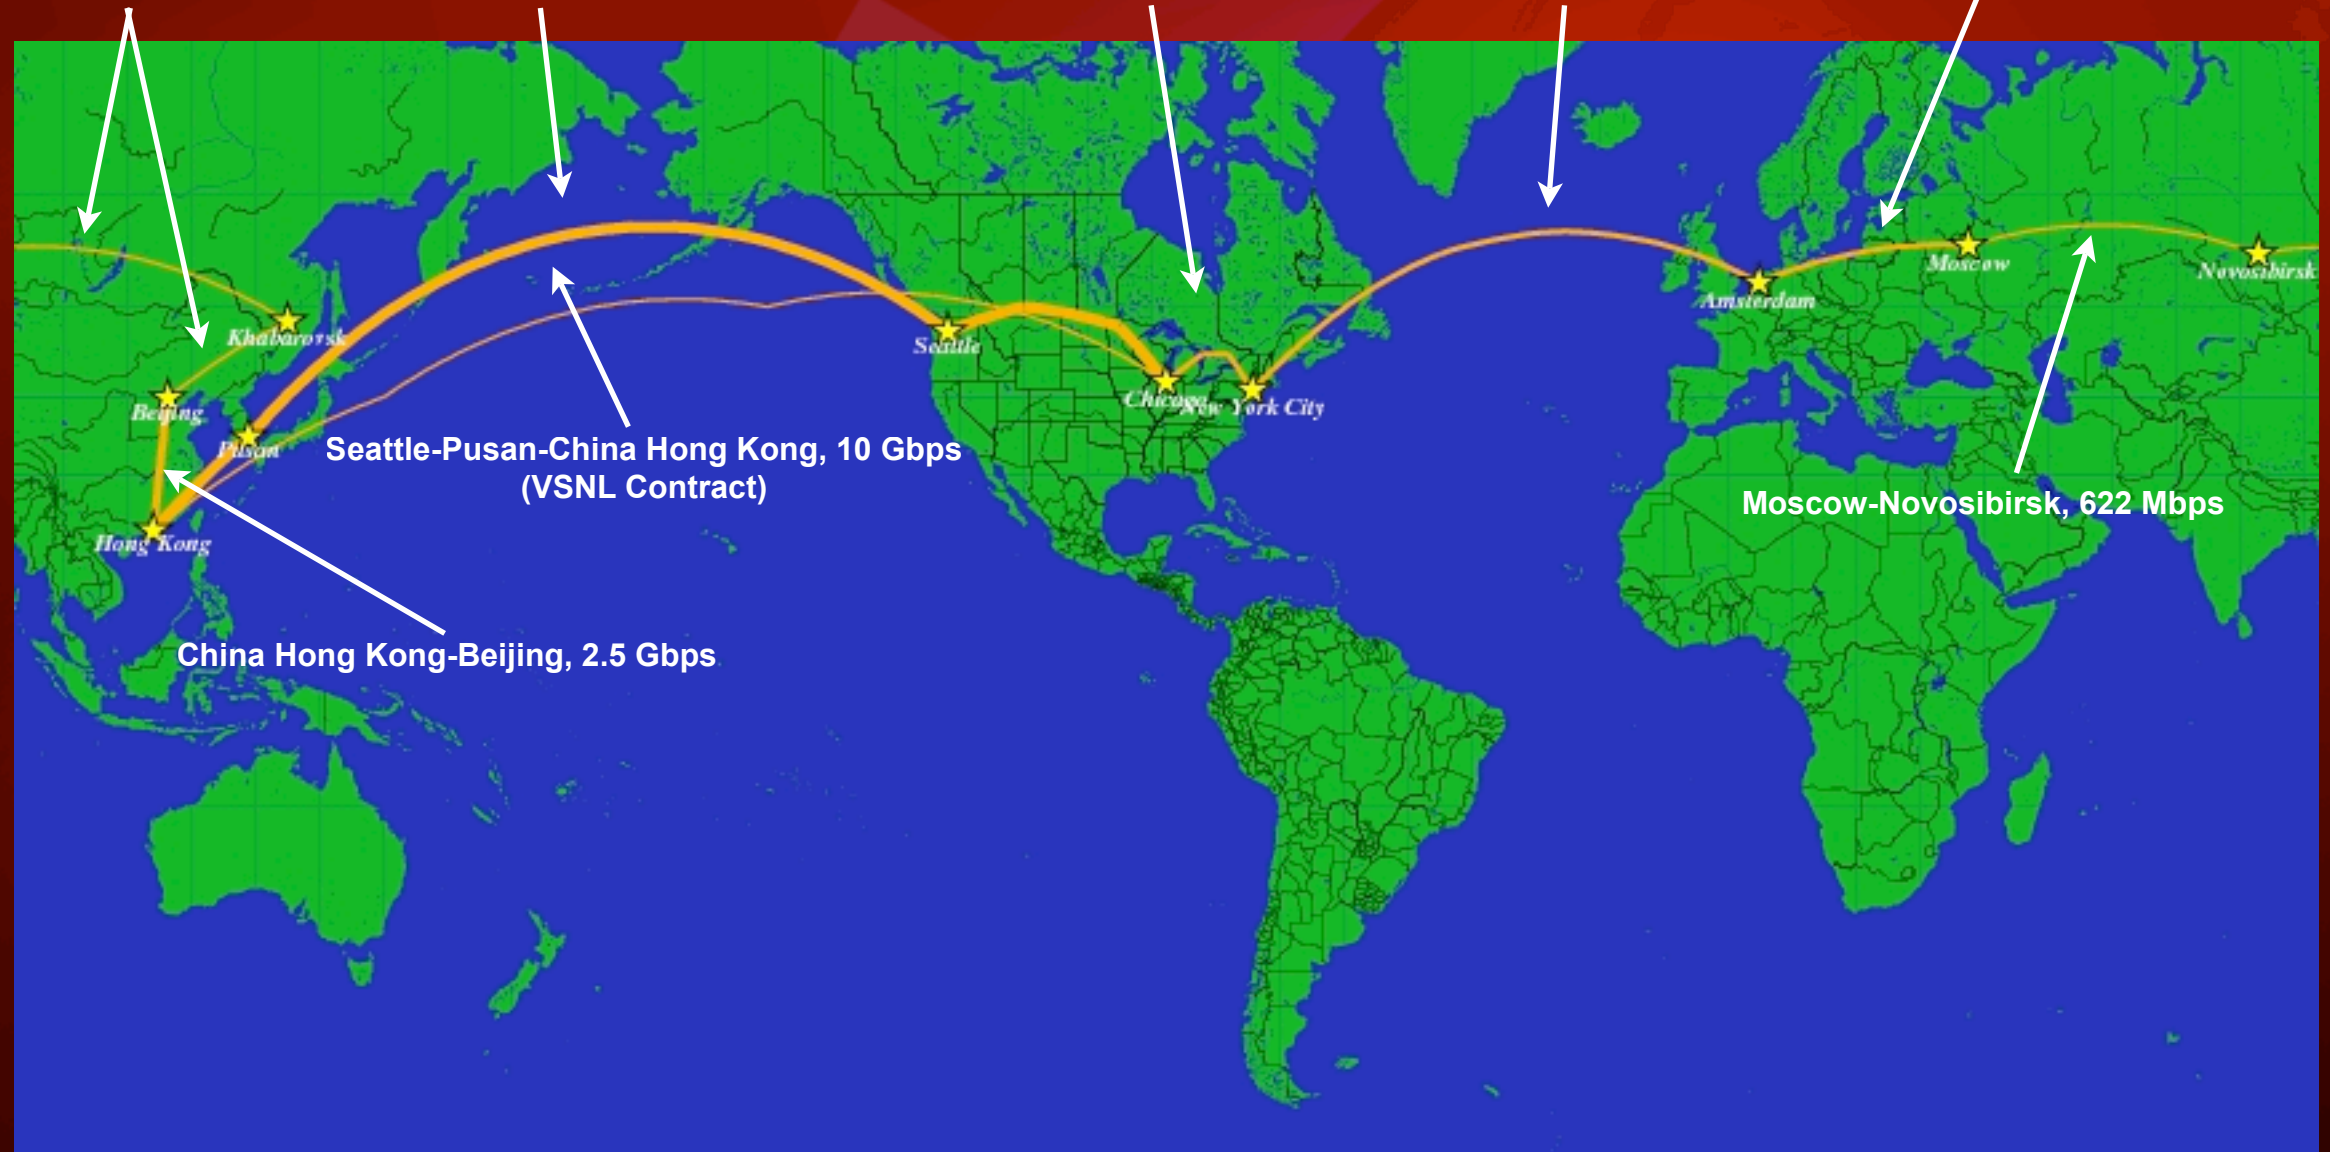 Moscow
Novosibirsk
Amsterdam
Khabarovsk
Seattle
Chicago
New York City
Beijing
Pusan
Seattle-Pusan-China Hong Kong, 10 Gbps
(VSNL Contract)
Moscow-Novosibirsk, 622 Mbps
Hong Kong
China Hong Kong-Beijing, 2.5 Gbps